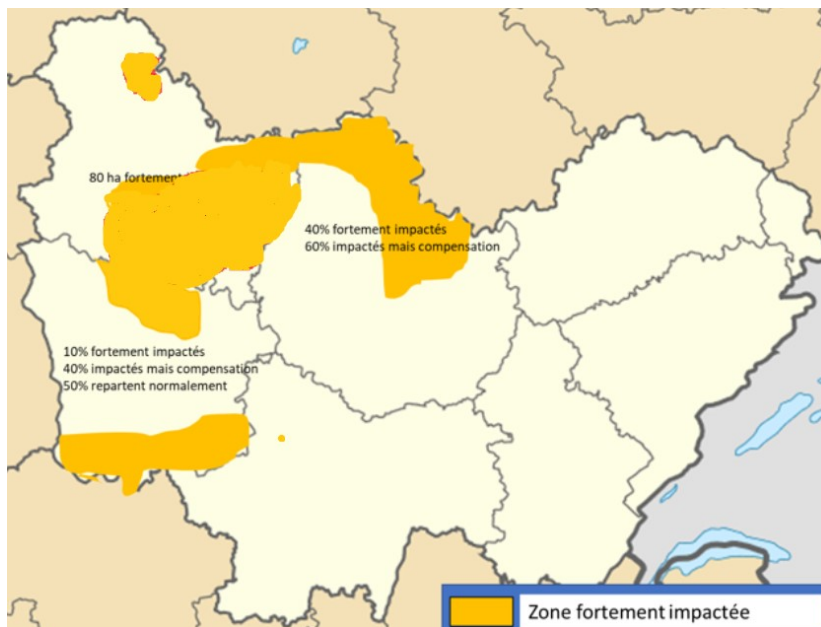 80 ha fortement
40% fortement impactés
60% impactés mais compensation
10% fortement impactés
40% impactés mais compensation
50% repartent normalement
Zone fortement impactée